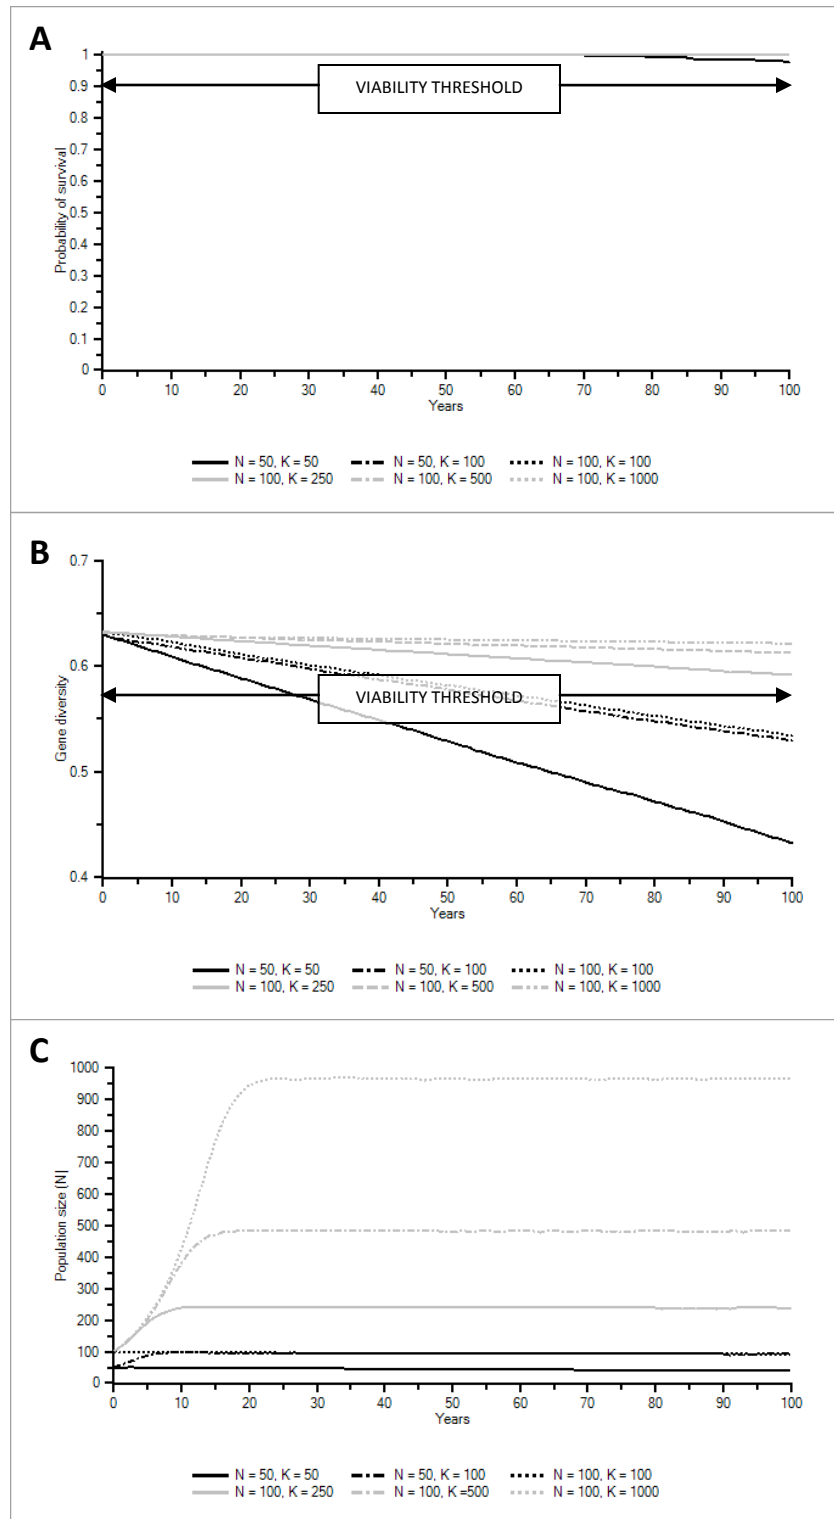 A
1
0.9
0.8
0.7
0.6
0.5
0.4
0.3
0.2
0.1
0
Probability of survival
VIABILITY THRESHOLD
0 10 20 30 40 50 60 70 80 90 100
Years
N = 50, K = 50 N = 50, K = 100 N = 100, K = 100
N = 100, K = 250 N = 100, K = 500 N = 100, K = 1000
B
0.7
0.6
0.5
0.4
Gene diversity
VIABILITY THRESHOLD
0 10 20 30 40 50 60 70 80 90 100
Years
N = 50, K = 50 N = 50, K = 100 N = 100, K = 100
N = 100, K = 250 N = 100, K = 500 N = 100, K = 1000
C
1000
900
800
700
600
500
400
300
200
100
0
Population size [N]
0 10 20 30 40 50 60 70 80 90 100
Years
N = 50, K = 50 N = 50, K = 100 N = 100, K = 100
N = 100, K = 250 N = 100, K =500 N = 100, K = 1000